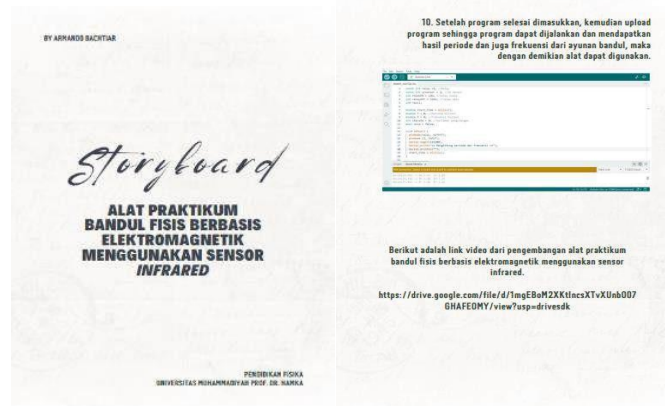 BY ARMANDO BACHTIAR
Storyboard
ALAT PRAKTIKUM
BANDUL FISIS BERBASIS
ELEKTROMAGNETIK
MENGGUNAKAN SENSOR
INFRARED
PENDIDIKAN FISIKA
UNIVERSITAS MUHAMMADIYAH PROF. DR. HAMKA
10. Setelah program selesai dimasukkan, kemudian upload
program sehingga program dapat dijalankan dan mendapatkan
hasil periode dan juga frekuensi dari ayunan bandul, maka
dengan demikian alat dapat digunakan.
Berikut adalah link video dari pengembangan alat praktikum
bandul fisis berbasis elektromagnetik menggunakan sensor
infrared.
https://drive.google.com/file/d/1mgEBoM2XKtIncsXTvXUnbOO7
GHAFEOMY/view?usp=drivesdk